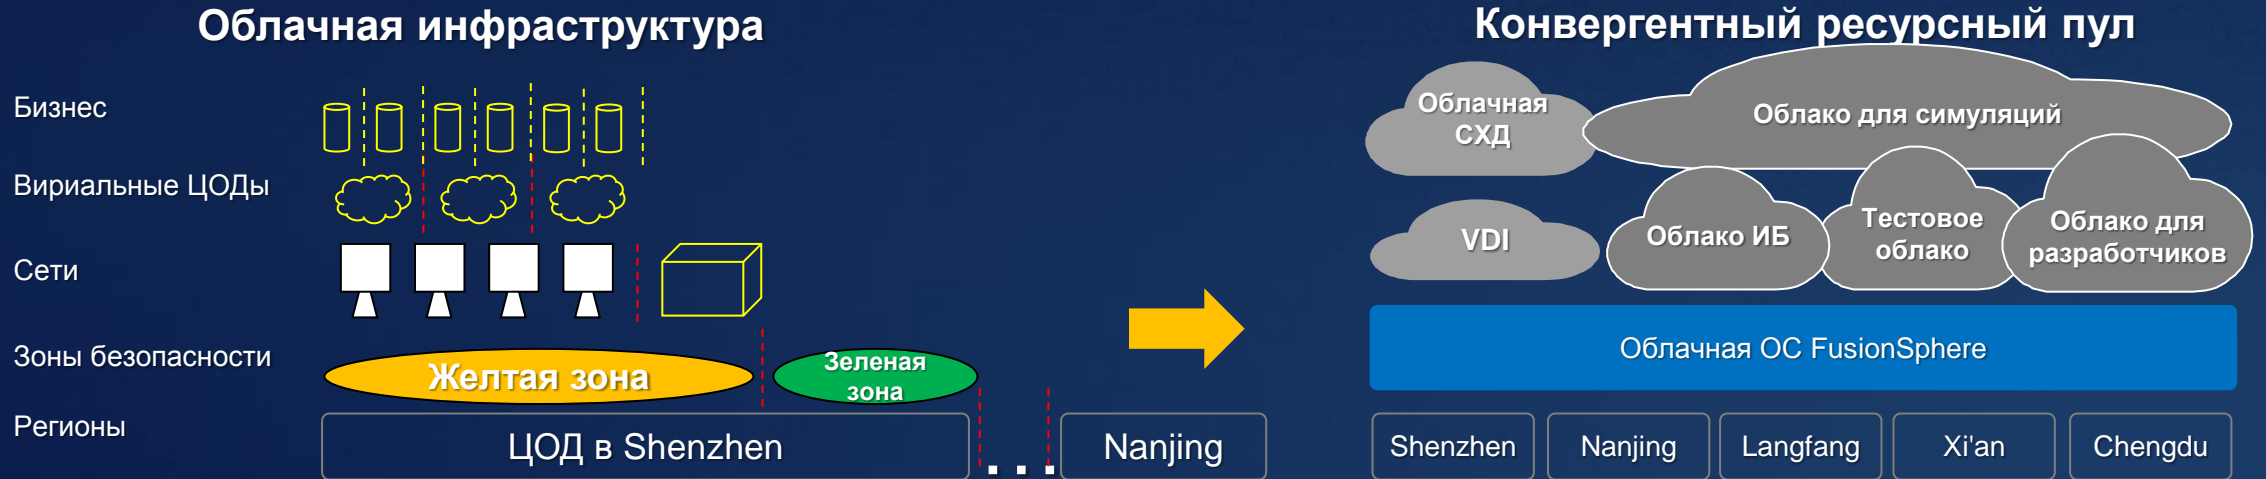 Облачная инфраструктура
Бизнес
Вириальные ЦОДы
Сети
Зоны безопасности
Желтая зона
Зеленая
зона
Регионы
ЦОД в Shenzhen
...
Nanjing
Конвергентный ресурсный пул
Облачная
СХД
Облако для симуляций
VDI
Облако ИБ
Тестовое
облако
Облако для
разработчиков
Облачная ОС FusionSphere
Shenzhen
Nanjing
Langfang
Xi'an
Chengdu